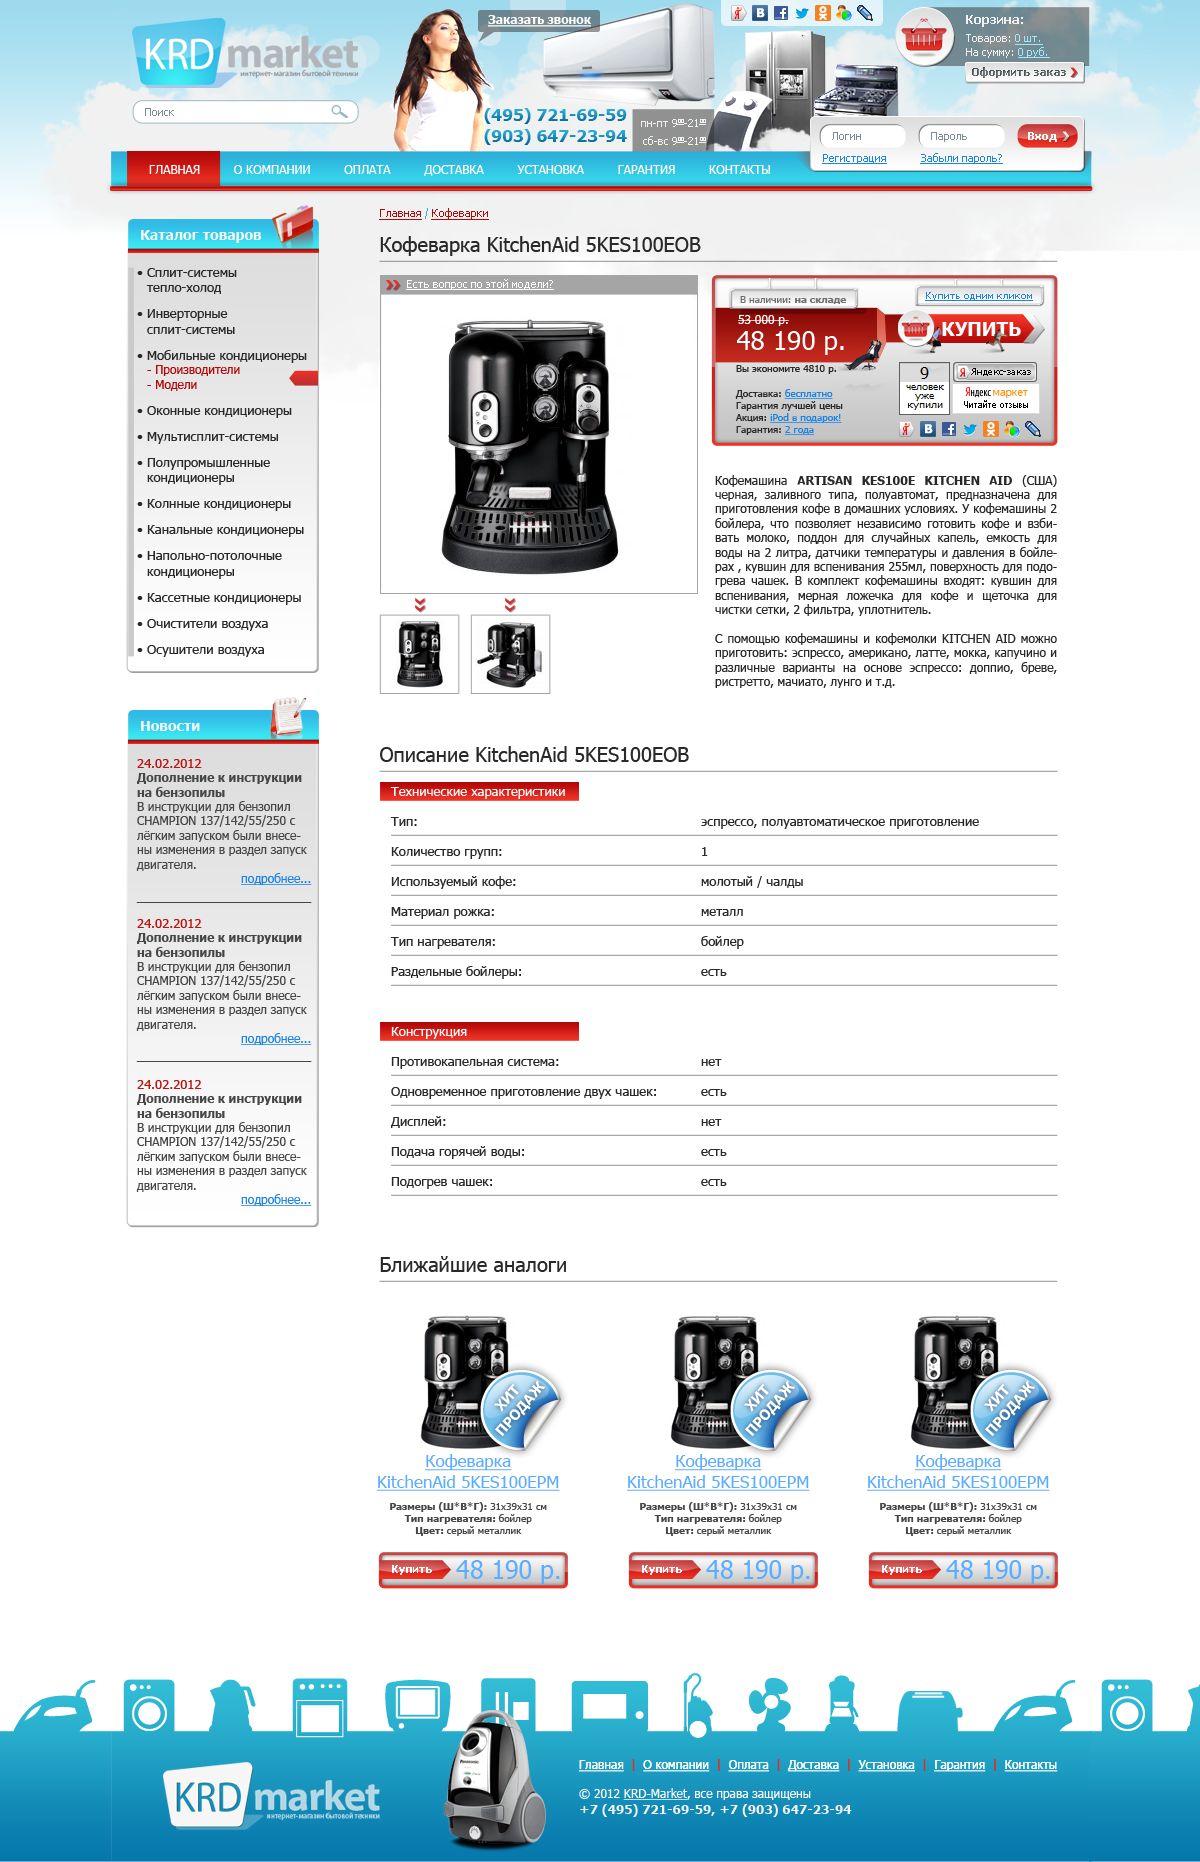 KRD market
интернет-магазин бытовой техники
Поиск
Заказать звонок
(495) 721-69-59
(903) 647-23-94
пн-пт 9:00-21:00
сб-вс 9:00-21:00
Корзина:
Товаров: 0 шт.
На сумму: 0 руб.
Оформить заказ
Логин
Пароль
Вход
Регистрация
Забыли пароль?
ГЛАВНАЯ
О КОМПАНИИ
ОПЛАТА
ДОСТАВКА
УСТАНОВКА
ГАРАНТИЯ
КОНТАКТЫ
Каталог товаров
• Сплит-системы
тепло-холод
• Инверторные
сплит-системы
• Мобильные кондиционеры
- Производители
- Модели
• Оконные кондиционеры
• Мультисплит-системы
• Полупромышленные
кондиционеры
• Колнные кондиционеры
• Канальные кондиционеры
• Напольно-потолочные
кондиционеры
• Кассетные кондиционеры
• Очистители воздуха
• Осушители воздуха
Новости
24.02.2012
Дополнение к инструкции
на бензопилы
В инструкции для бензопил
CHAMPION 137/142/55/250 с
лёгким запуском были внесе-
ны изменения в раздел запуск
двигателя.
подробнее...
24.02.2012
Дополнение к инструкции
на бензопилы
В инструкции для бензопил
CHAMPION 137/142/55/250 с
лёгким запуском были внесе-
ны изменения в раздел запуск
двигателя.
подробнее...
24.02.2012
Дополнение к инструкции
на бензопилы
В инструкции для бензопил
CHAMPION 137/142/55/250 с
лёгким запуском были внесе-
ны изменения в раздел запуск
двигателя.
подробнее...
Главная / Кофеварки
Кофеварка KitchenAid 5KES100EOB
Есть вопрос по этой модели?
В наличии: на складе
Купить одним кликом
53 000 р.
48 190 р.
КУПИТЬ
Вы экономите 4810 р.
Доставка: бесплатно
Гарантия лучшей цены
Акция: iPod в подарок!
Гарантия: 2 года
9
человек
уже
купили
Яндекс-заказ
Яндекс маркет
Читайте отзывы
Кофемашина ARTISAN KES100E KITCHEN AID (США)
черная, заливного типа, полуавтомат, предназначена для
приготовления кофе в домашних условиях. У кофемашины 2
бойлера, что позволяет независимо готовить кофе и взби-
вать молоко, поддон для случайных капель, емкость для
воды на 2 литра, датчики температуры и давления в бойле-
рах , кувшин для вспенивания 255мл, поверхность для подо-
грева чашек. В комплект кофемашины входят: кувшин для
вспенивания, мерная ложечка для кофе и щеточка для
чистки сетки, 2 фильтра, уплотнитель.
С помощью кофемашины и кофемолки KITCHEN AID можно
приготовить: эспрессо, американо, латте, мокка, капучино и
различные варианты на основе эспрессо: доппио, бреве,
ристретто, мачиато, лунго и т.д.
Описание KitchenAid 5KES100EOB
Технические характеристики
Тип: эспрессо, полуавтоматическое приготовление
Количество групп: 1
Используемый кофе: молотый / чалды
Материал рожка: металл
Тип нагревателя: бойлер
Раздельные бойлеры: есть
Конструкция
Противокапельная система: нет
Одновременное приготовление двух чашек: есть
Дисплей: нет
Подача горячей воды: есть
Подогрев чашек: есть
Ближайшие аналоги
ХИТ
ПРОДАЖ
Кофеварка
KitchenAid 5KES100EPM
Размеры (Ш*В*Г): 31x39x31 см
Тип нагревателя: бойлер
Цвет: серый металлик
Купить 48 190 р.
ХИТ
ПРОДАЖ
Кофеварка
KitchenAid 5KES100EPM
Размеры (Ш*В*Г): 31x39x31 см
Тип нагревателя: бойлер
Цвет: серый металлик
Купить 48 190 р.
ХИТ
ПРОДАЖ
Кофеварка
KitchenAid 5KES100EPM
Размеры (Ш*В*Г): 31x39x31 см
Тип нагревателя: бойлер
Цвет: серый металлик
Купить 48 190 р.
KRD market
интернет-магазин бытовой техники
Panasonic
Главная | О компании | Оплата | Доставка | Установка | Гарантия | Контакты
© 2012 KRD-Market, все права защищены
+7 (495) 721-69-59, +7 (903) 647-23-94